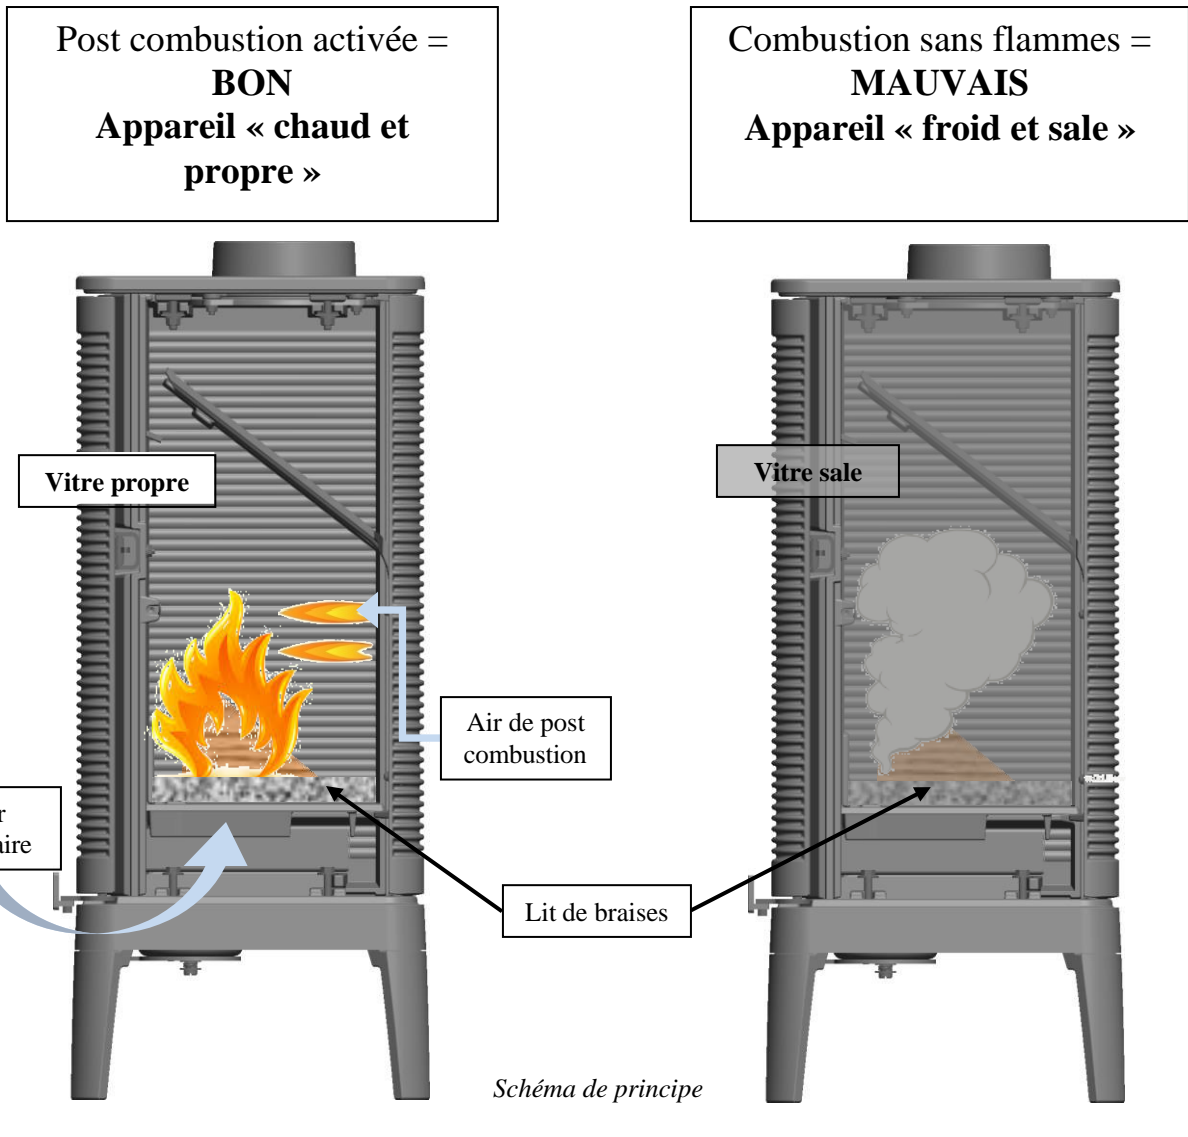 Post combustion activée =
BON
Appareil « chaud et
propre »
Combustion sans flammes =
MAUVAIS
Appareil « froid et sale »
Vitre propre
Vitre sale
Air de post
combustion
Lit de braises
Schéma de principe